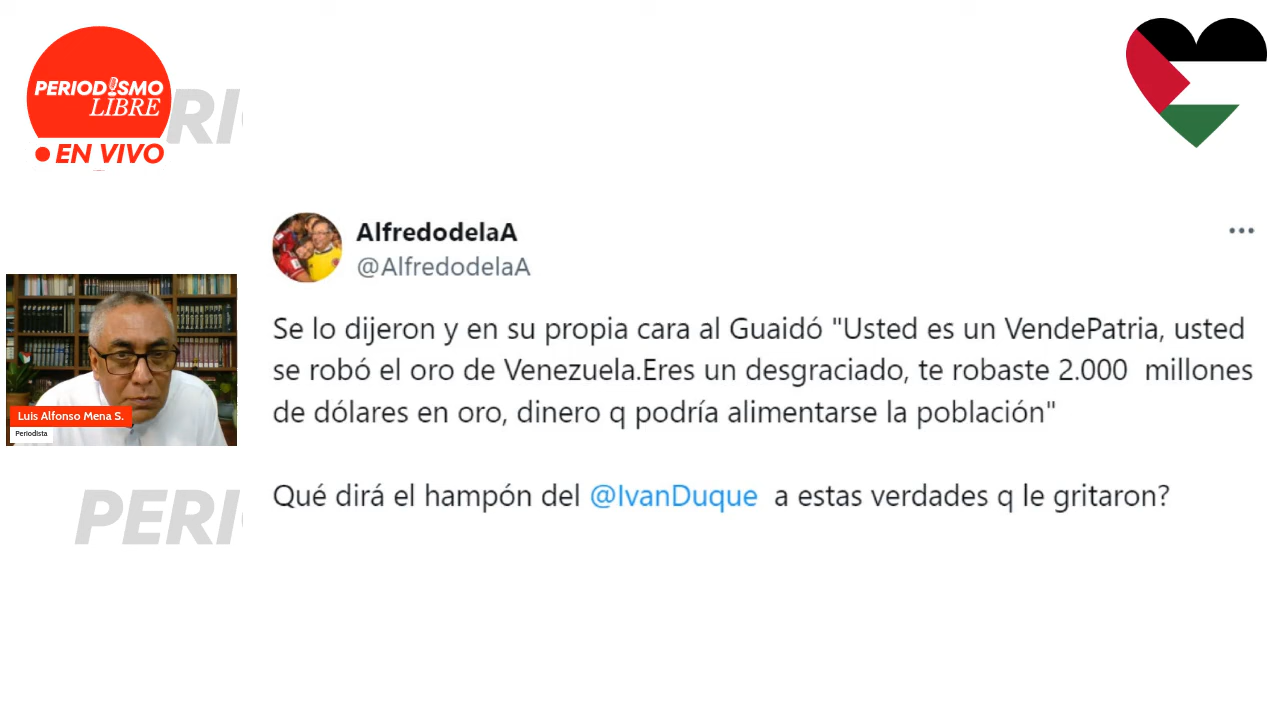 PERIODISMO
LIBRE
EN VIVO
AlfredodelaA
@AlfredodelaA
Se lo dijeron y en su propia cara al Guaidó "Usted es un VendePatria, usted
se robó el oro de Venezuela.Eres un desgraciado, te robaste 2.000 millones
de dólares en oro, dinero q podría alimentarse la población"
Qué dirá el hampón del @IvanDuque a estas verdades q le gritaron?
Luis Alfonso Mena S.
Periodista
PERI